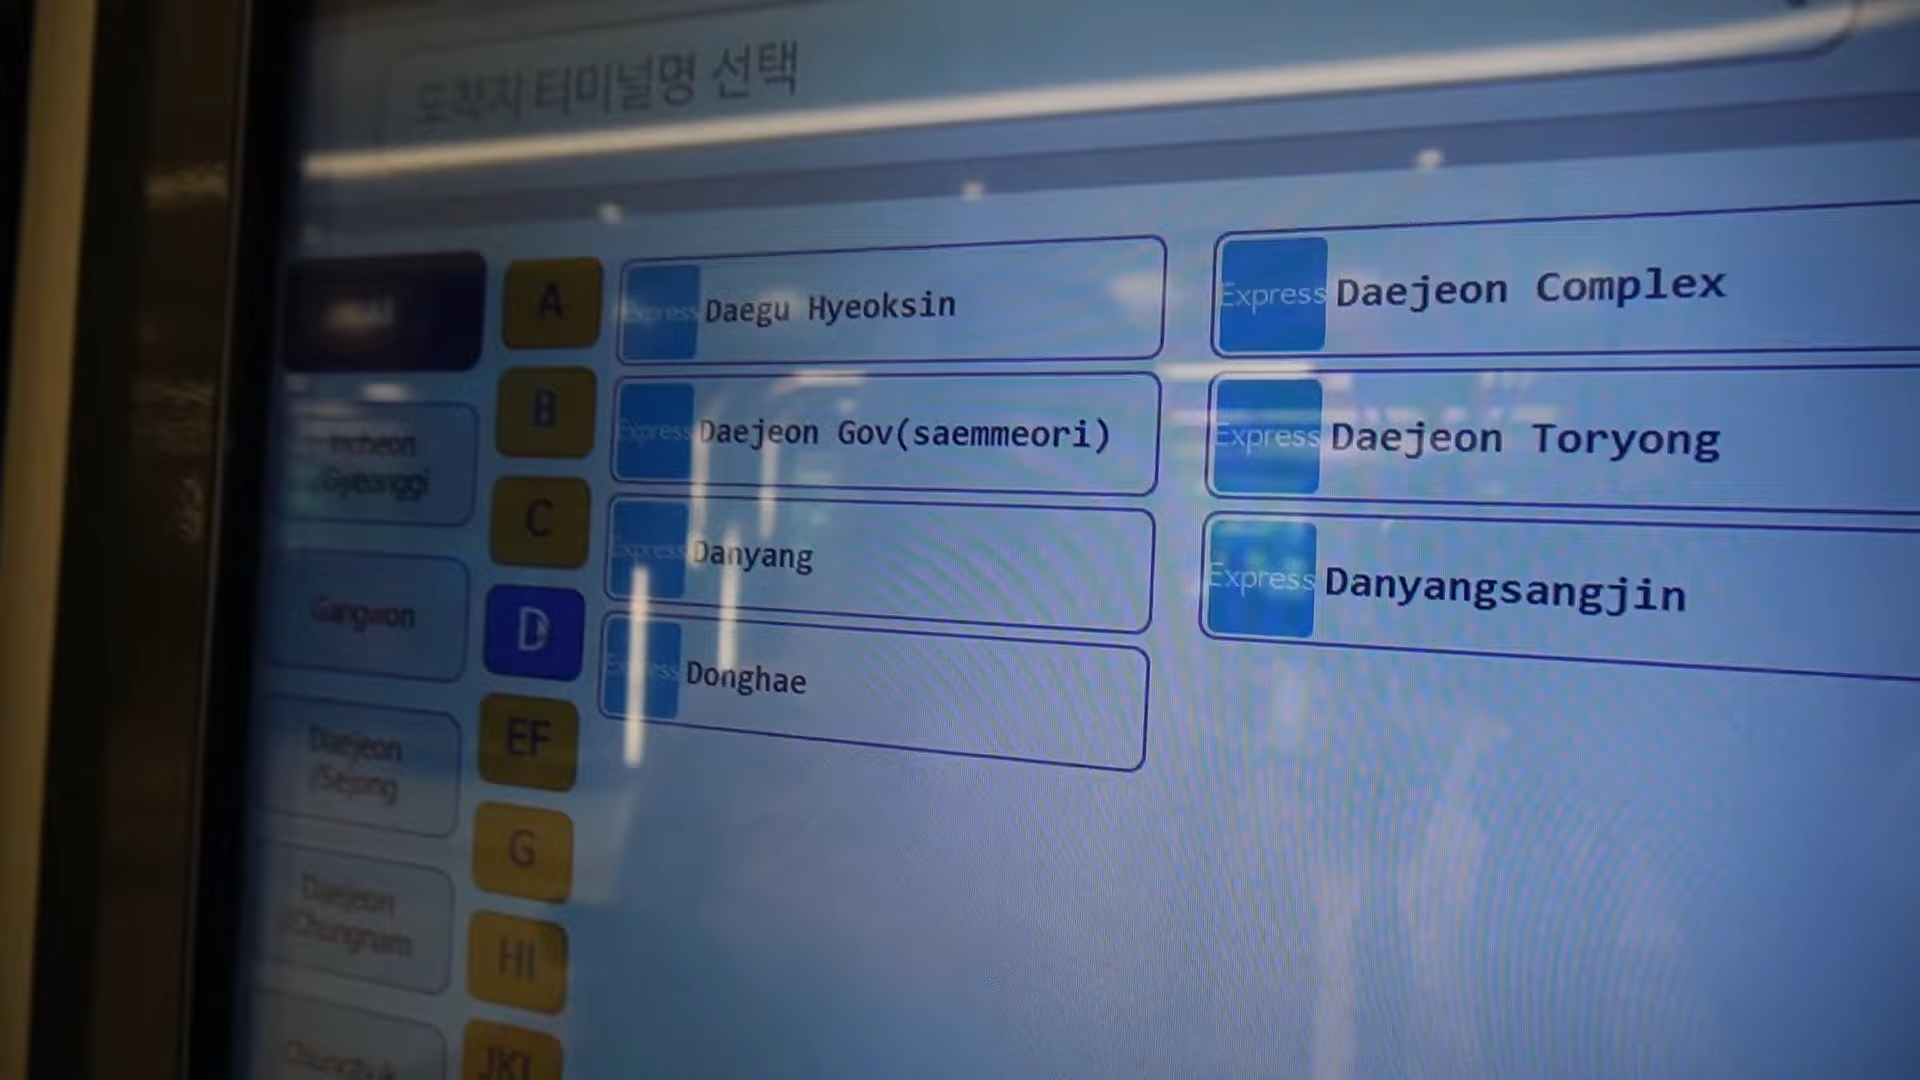 도착지 터미널명 선택
A
Express Daegu Hyeoksin
Express Daejeon Complex
Incheon
/Gyeonggi
B
Express Daejeon Gov(saemmeori)
Express Daejeon Toryong
C
Express Danyang
Express Danyangsangjin
Gangwon
D
Express Donghae
Daejeon
/Sejong
EF
G
Daejeon
/Chungnam
HI